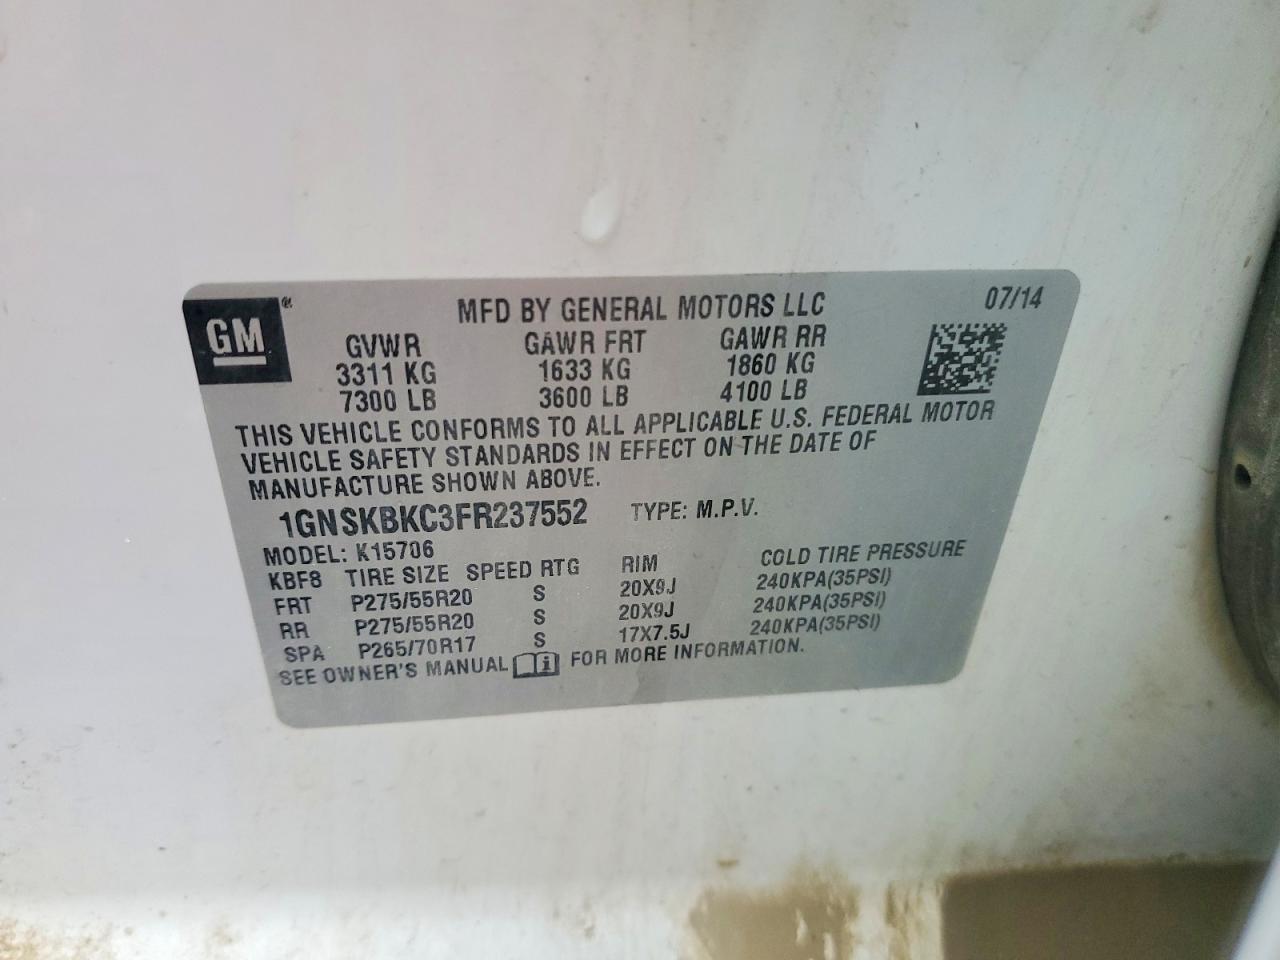 GM® MFD BY GENERAL MOTORS LLC 07/14
GVWR GAWR FRT GAWR RR
3311 KG 1633 KG 1860 KG
7300 LB 3600 LB 4100 LB
THIS VEHICLE CONFORMS TO ALL APPLICABLE U.S. FEDERAL MOTOR
VEHICLE SAFETY STANDARDS IN EFFECT ON THE DATE OF
MANUFACTURE SHOWN ABOVE.
1GNSKBKC3FR237552 TYPE: M.P.V.
MODEL: K15706
KBF8 TIRE SIZE SPEED RTG RIM COLD TIRE PRESSURE
FRT P275/55R20 S 20X9J 240KPA(35PSI)
RR P275/55R20 S 20X9J 240KPA(35PSI)
SPA P265/70R17 S 17X7.5J 240KPA(35PSI)
SEE OWNER'S MANUAL i FOR MORE INFORMATION.